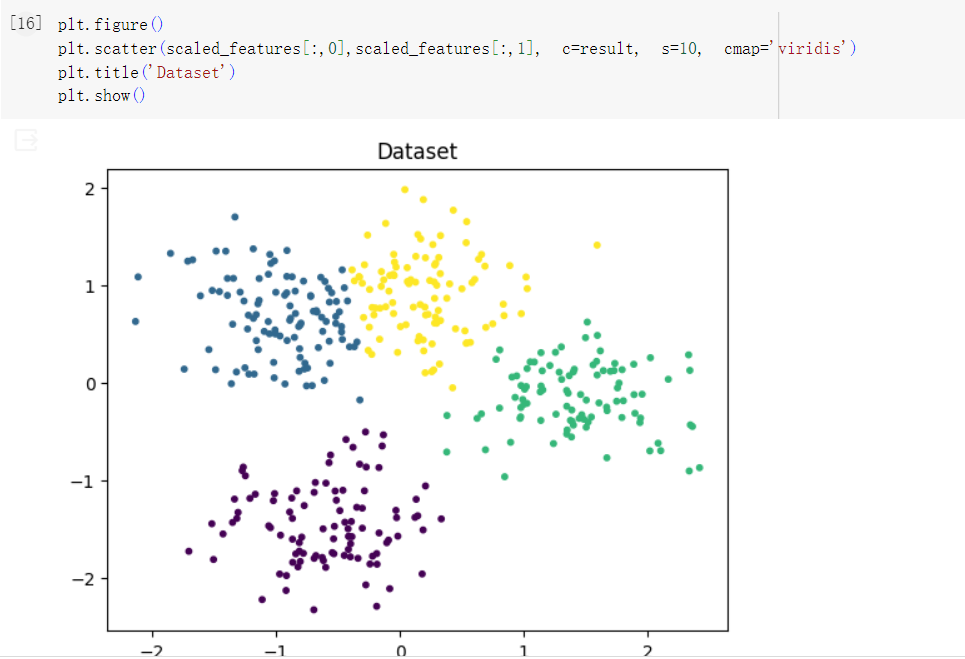 [16] plt.figure()
plt.scatter(scaled_features[:,0],scaled_features[:,1], c=result, s=10, cmap='viridis')
plt.title('Dataset')
plt.show()
Dataset
2
1
0
−1
−2
−2 −1 0 1 2